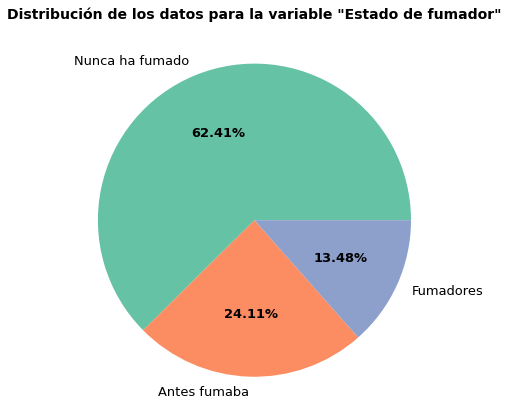 Distribución de los datos para la variable "Estado de fumador"
Nunca ha fumado
62.41%
13.48%
Fumadores
24.11%
Antes fumaba